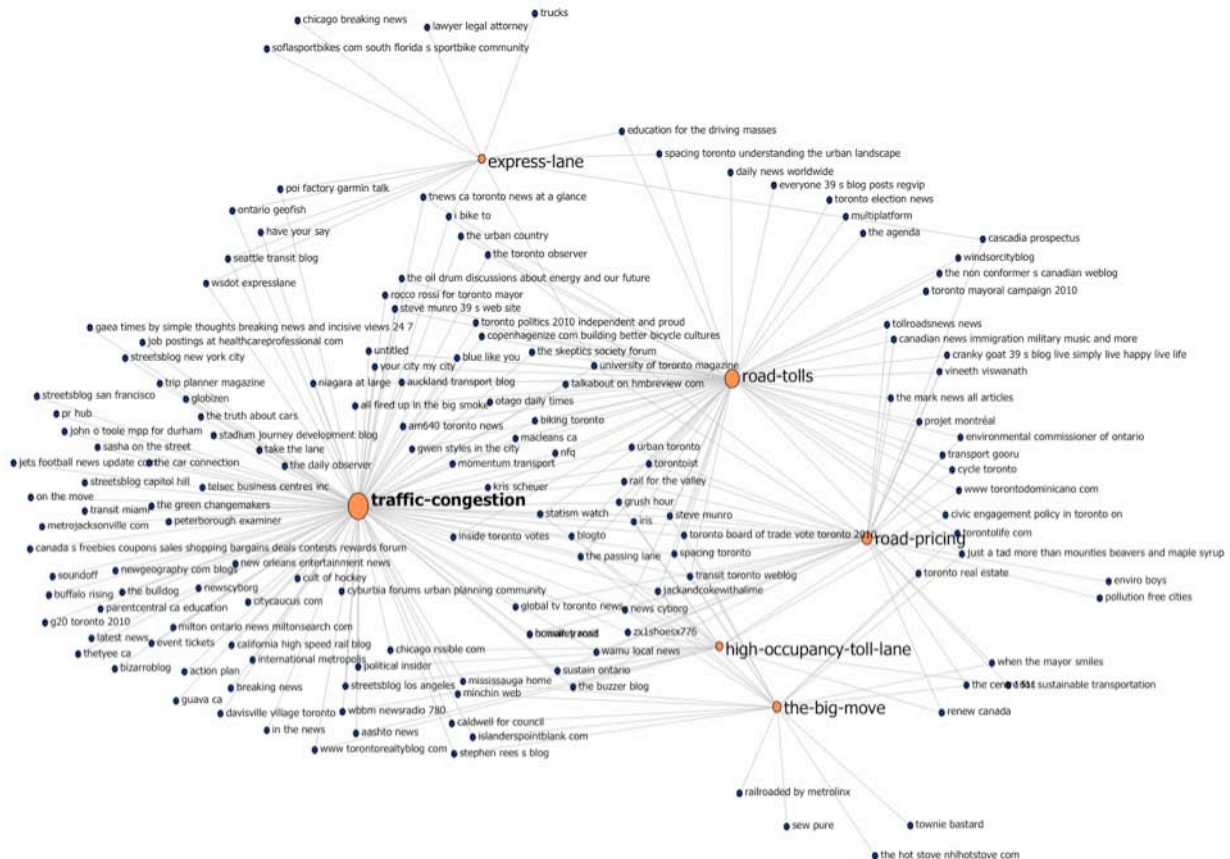 trucks
chicago breaking news
lawyer legal attorney
soflasportbikes com south florida s sportbike community
education for the driving masses
spacing toronto understanding the urban landscape
express-lane
daily news worldwide
everyone 39 s blog posts regvip
poi factory garmin talk
tnews ca toronto news at a glance
toronto election news
ontario geofish
i bike to
multiplatform
have your say
the urban country
the agenda
cascadia prospectus
the toronto observer
seattle transit blog
windsorcityblog
the non conformer s canadian weblog
the oil drum discussions about energy and our future
wsdot expresslane
toronto mayoral campaign 2010
rocco rossi for toronto mayor
steve munro 39 s web site
toronto politics 2010 independent and proud
tollroadsnews news
gaea times by simple thoughts breaking news and incisive views 24 7
copenhagenize com building better bicycle cultures
canadian news immigration military music and more
job postings at healthcareprofessional com
untitled
the skeptics society forum
cranky goat 39 s blog live simply live happy live life
streetsblog new york city
blue like you
your city my city
university of toronto magazine
vineeth viswanath
road-tolls
trip planner magazine
niagara at large
auckland transport blog
talkabout on hmbreview com
streetsblog san francisco
globizen
all fired up in the big smoke
otago daily times
the mark news all articles
pr hub
the truth about cars
biking toronto
projet montréal
john o toole mpp for durham
stadium journey development blog
am640 toronto news
macleans ca
environmental commissioner of ontario
sasha on the street
take the lane
gwen styles in the city
nfq
urban toronto
transport gooru
jets football news update com
the car connection
the daily observer
momentum transport
torontoist
cycle toronto
streetsblog capitol hill
telsec business centres inc
kris scheuer
rail for the valley
www torontodominicano com
on the move
traffic-congestion
grush hour
transit miami
the green changemakers
statism watch
iris
steve munro
civic engagement policy in toronto on
metrojacksonville com
peterborough examiner
inside toronto votes
blogto
toronto board of trade vote toronto 2010
road-pricing
torontolife com
canada s freebies coupons sales shopping bargains deals contests rewards forum
the passing lane
spacing toronto
just a tad more than mounties beavers and maple syrup
new orleans entertainment news
newgeography com blogs
soundoff
cult of hockey
transit toronto weblog
toronto real estate
enviro boys
buffalo rising
the bulldog
newscyborg
cyburbia forums urban planning community
jackandcokewithalime
pollution free cities
parentcentral ca education
citycaucus com
global tv toronto news
news cyborg
g20 toronto 2010
milton ontario news miltonsearch com
zx1shoesx776
latest news
event tickets
california high speed rail blog
chicago rssible com
wamu local news
high-occupancy-toll-lane
thetyee ca
international metropolis
political insider
when the mayor smiles
bizarroblog
action plan
sustain ontario
breaking news
streetsblog los angeles
mississauga home
the buzzer blog
sustainable transportation
guava ca
minchin web
davisville village toronto
wbbm newsradio 780
the-big-move
renew canada
in the news
aashto news
caldwell for council
islanderspointblank com
www torontorealtyblog com
stephen rees s blog
railroaded by metrolinx
sew pure
townie bastard
the hot stove nhlhotstove com